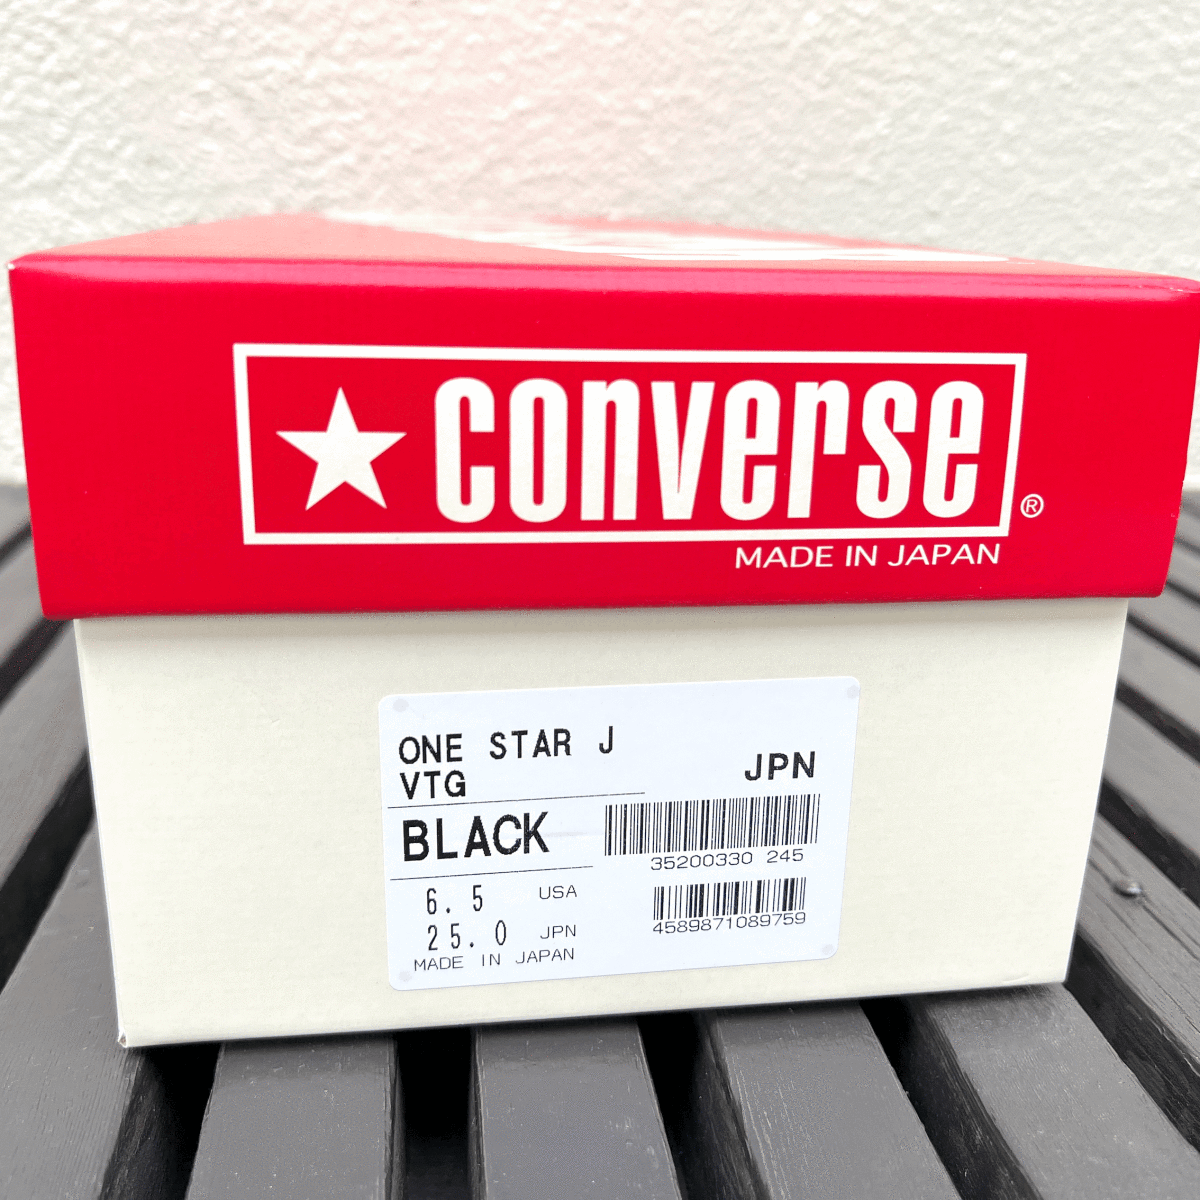 converse
®
MADE IN JAPAN
ONE STAR J
VTG
JPN
BLACK
35200330 245
6.5 USA
25.0 JPN
4589871089759
MADE IN JAPAN